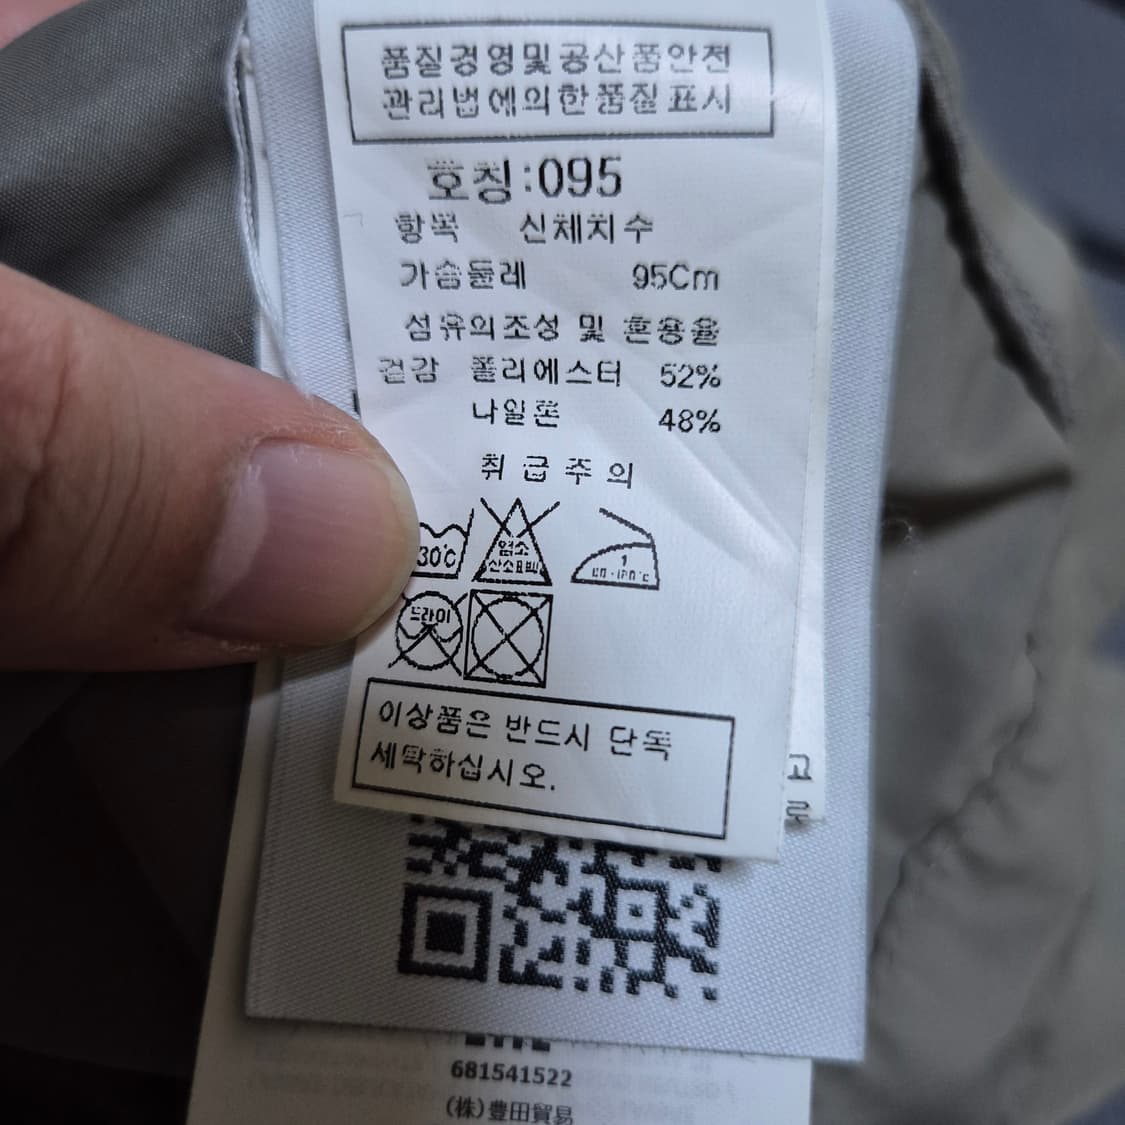 품질경영및공산품안전
관리법에의한품질표시
호칭:095
항목 신체치수
가슴둘레 95Cm
섬유의조성 및 혼용율
겉감 폴리에스터 52%
나일론 48%
취급주의
30℃
염소
산소표백
1
80-120℃
드라이
이상품은 반드시 단독
세탁하십시오.
고
로
681541522
(株)豊田貿易